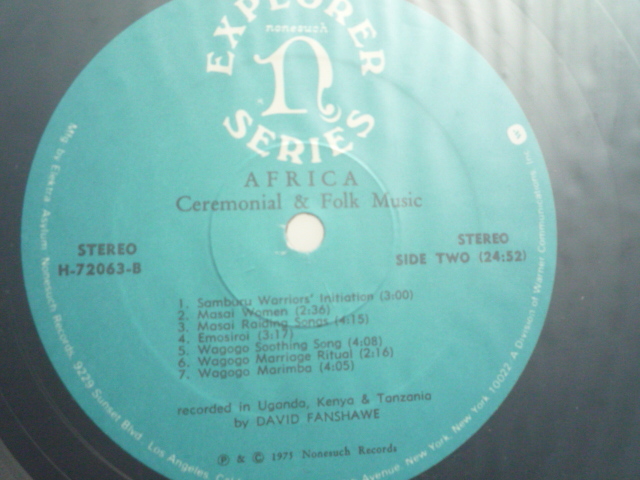 EXPLORER
nonesuch
n
SERIES
AFRICA
Ceremonial & Folk Music
STEREO
H-72063-B
STEREO
SIDE TWO (24:52)
1. Samburu Warriors' Initiation (3:00)
2. Masai Women (2:36)
3. Masai Raiding Songs (4:15)
4. Emosiroi (3:17)
5. Wagogo Soothing Song (4:08)
6. Wagogo Marriage Ritual (2:16)
7. Wagogo Marimba (4:05)
recorded in Uganda, Kenya & Tanzania
by DAVID FANSHAWE
℗ & © 1975 Nonesuch Records
Mfg. by Elektra Asylum Nonesuch Records, 9229 Sunset Blvd., Los Angeles, Avenue, New York, New York 10022. A Division of Warner Communications, Inc.